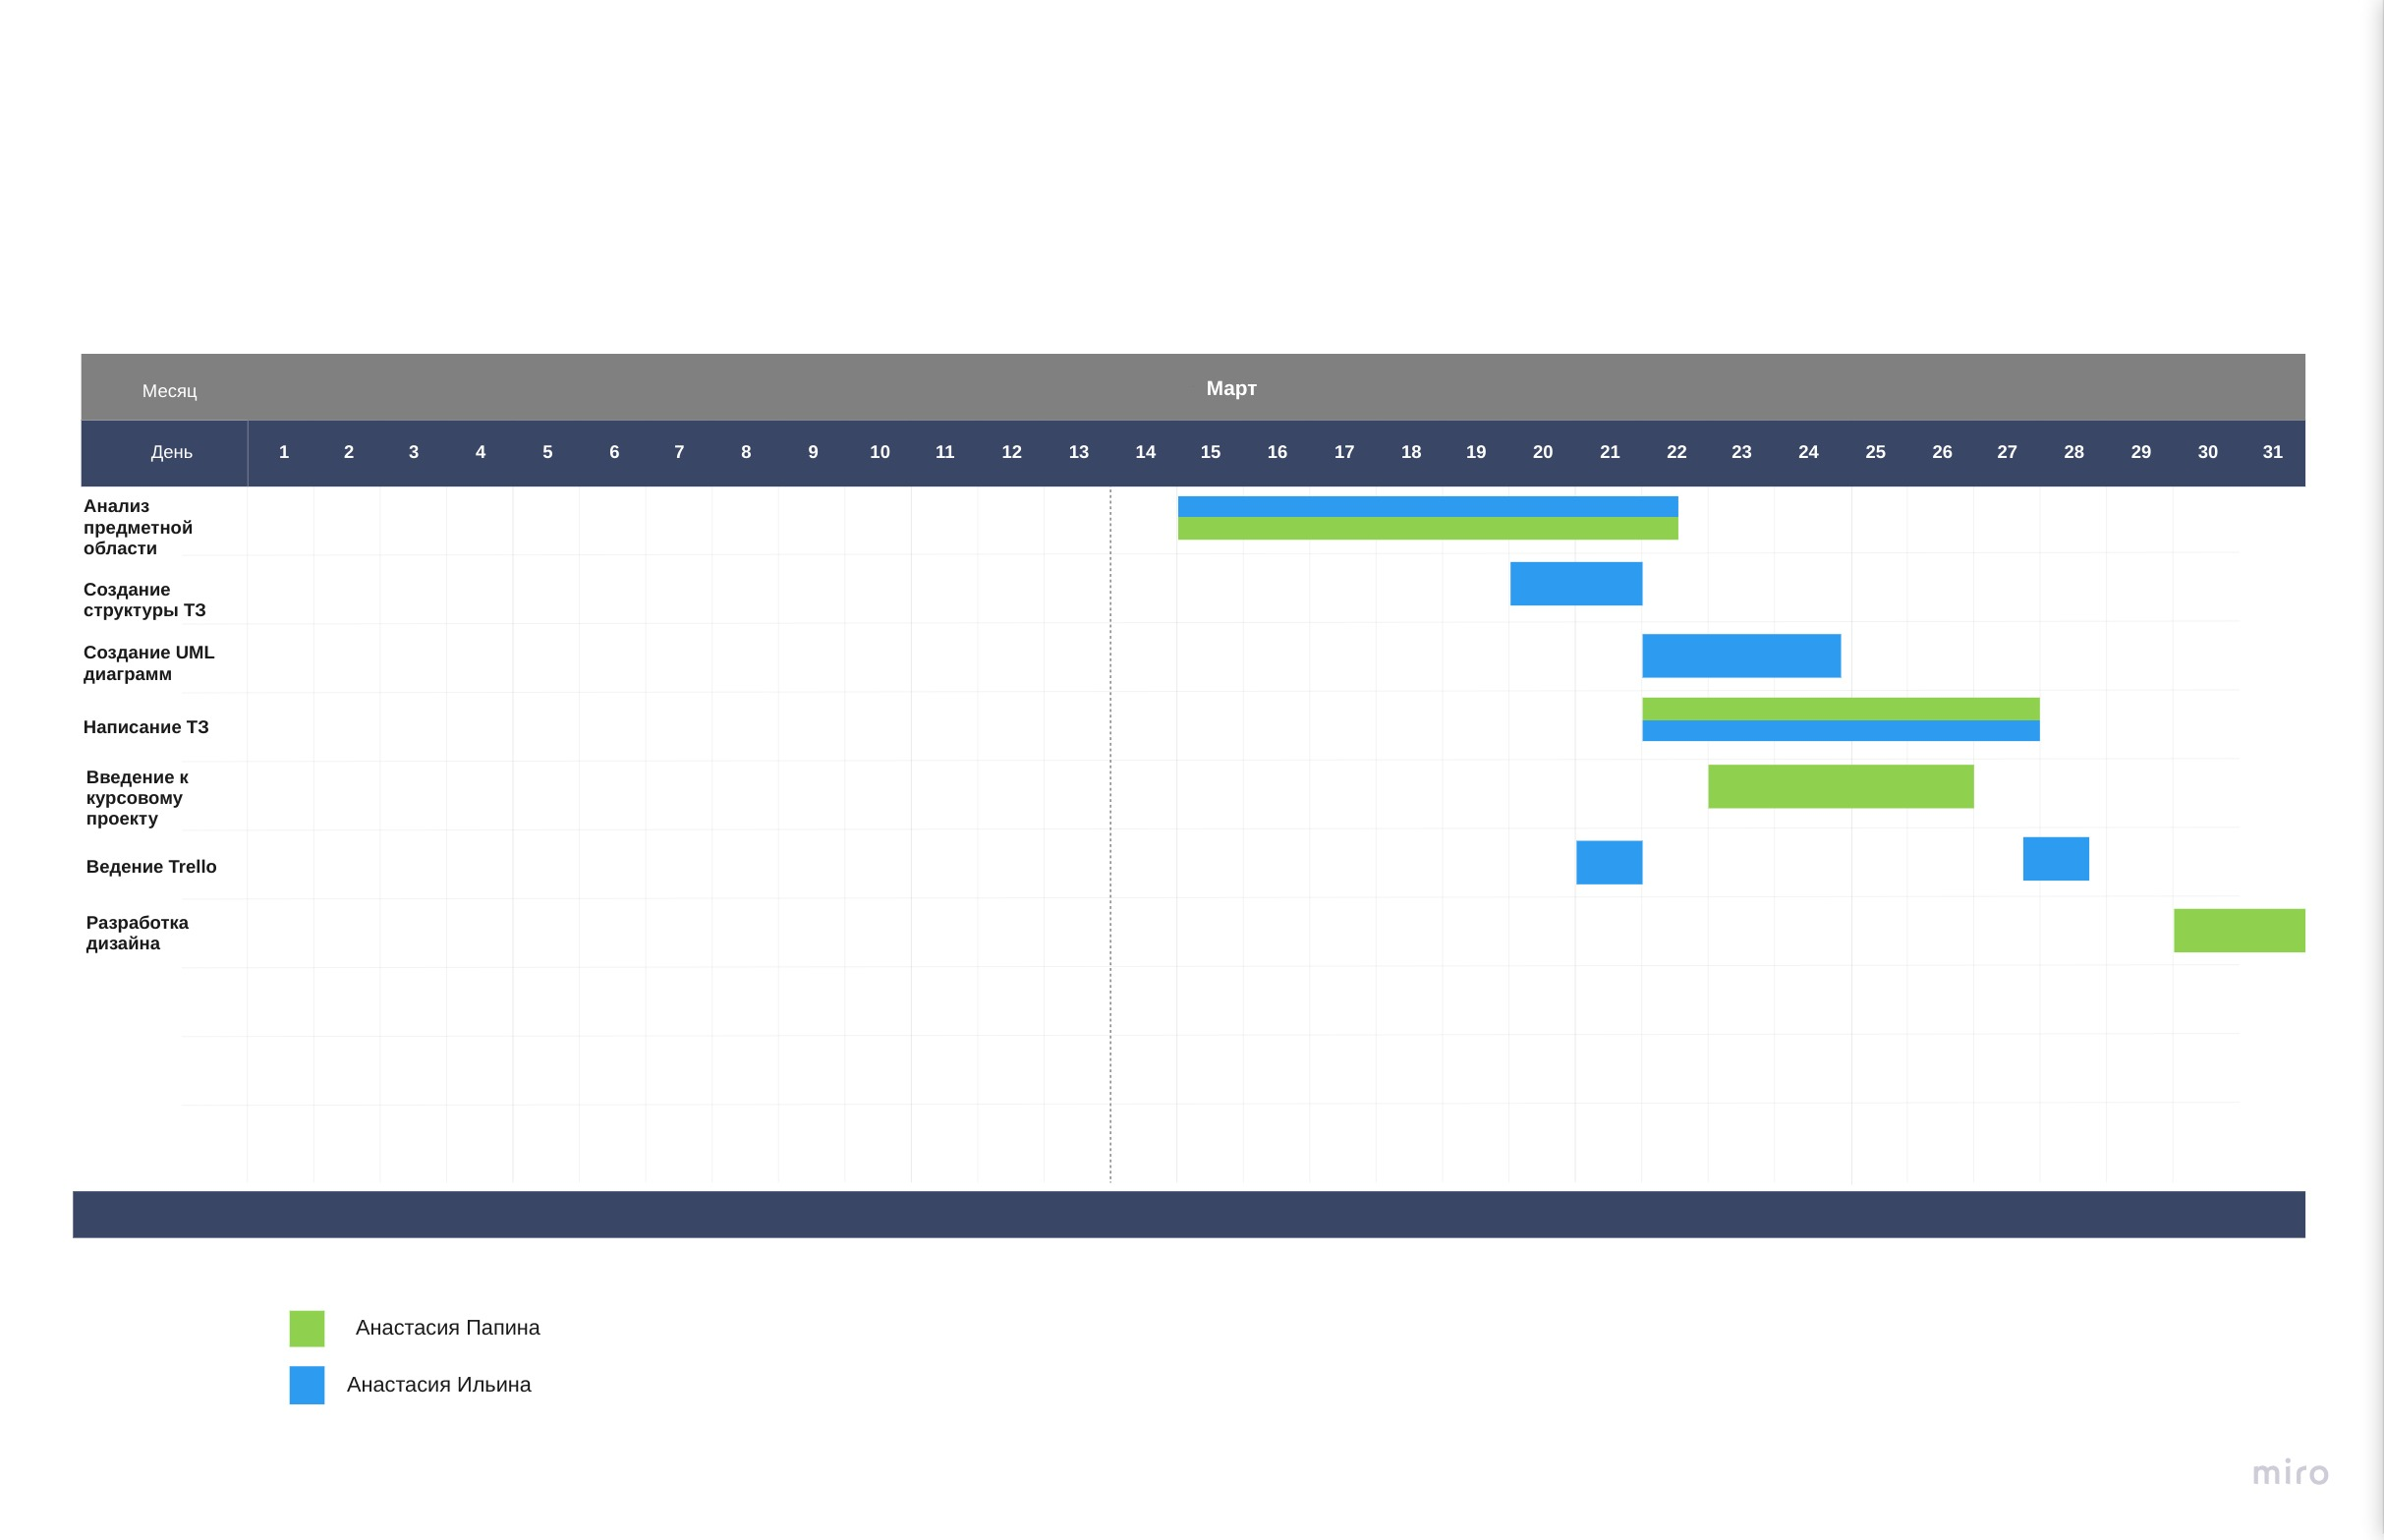 Месяц
Март
День 1 2 3 4 5 6 7 8 9 10 11 12 13 14 15 16 17 18 19 20 21 22 23 24 25 26 27 28 29 30 31
Анализ
предметной
области
Создание
структуры ТЗ
Создание UML
диаграмм
Написание ТЗ
Введение к
курсовому
проекту
Ведение Trello
Разработка
дизайна
Анастасия Папина
Анастасия Ильина
miro